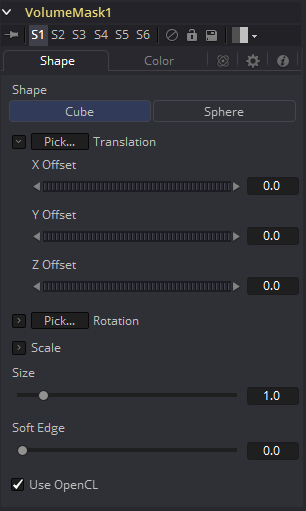 VolumeMask1
S1 S2 S3 S4 S5 S6
Shape Color
Shape
Cube Sphere
Pick... Translation
X Offset
0.0
Y Offset
0.0
Z Offset
0.0
Pick... Rotation
Scale
Size
1.0
Soft Edge
0.0
Use OpenCL